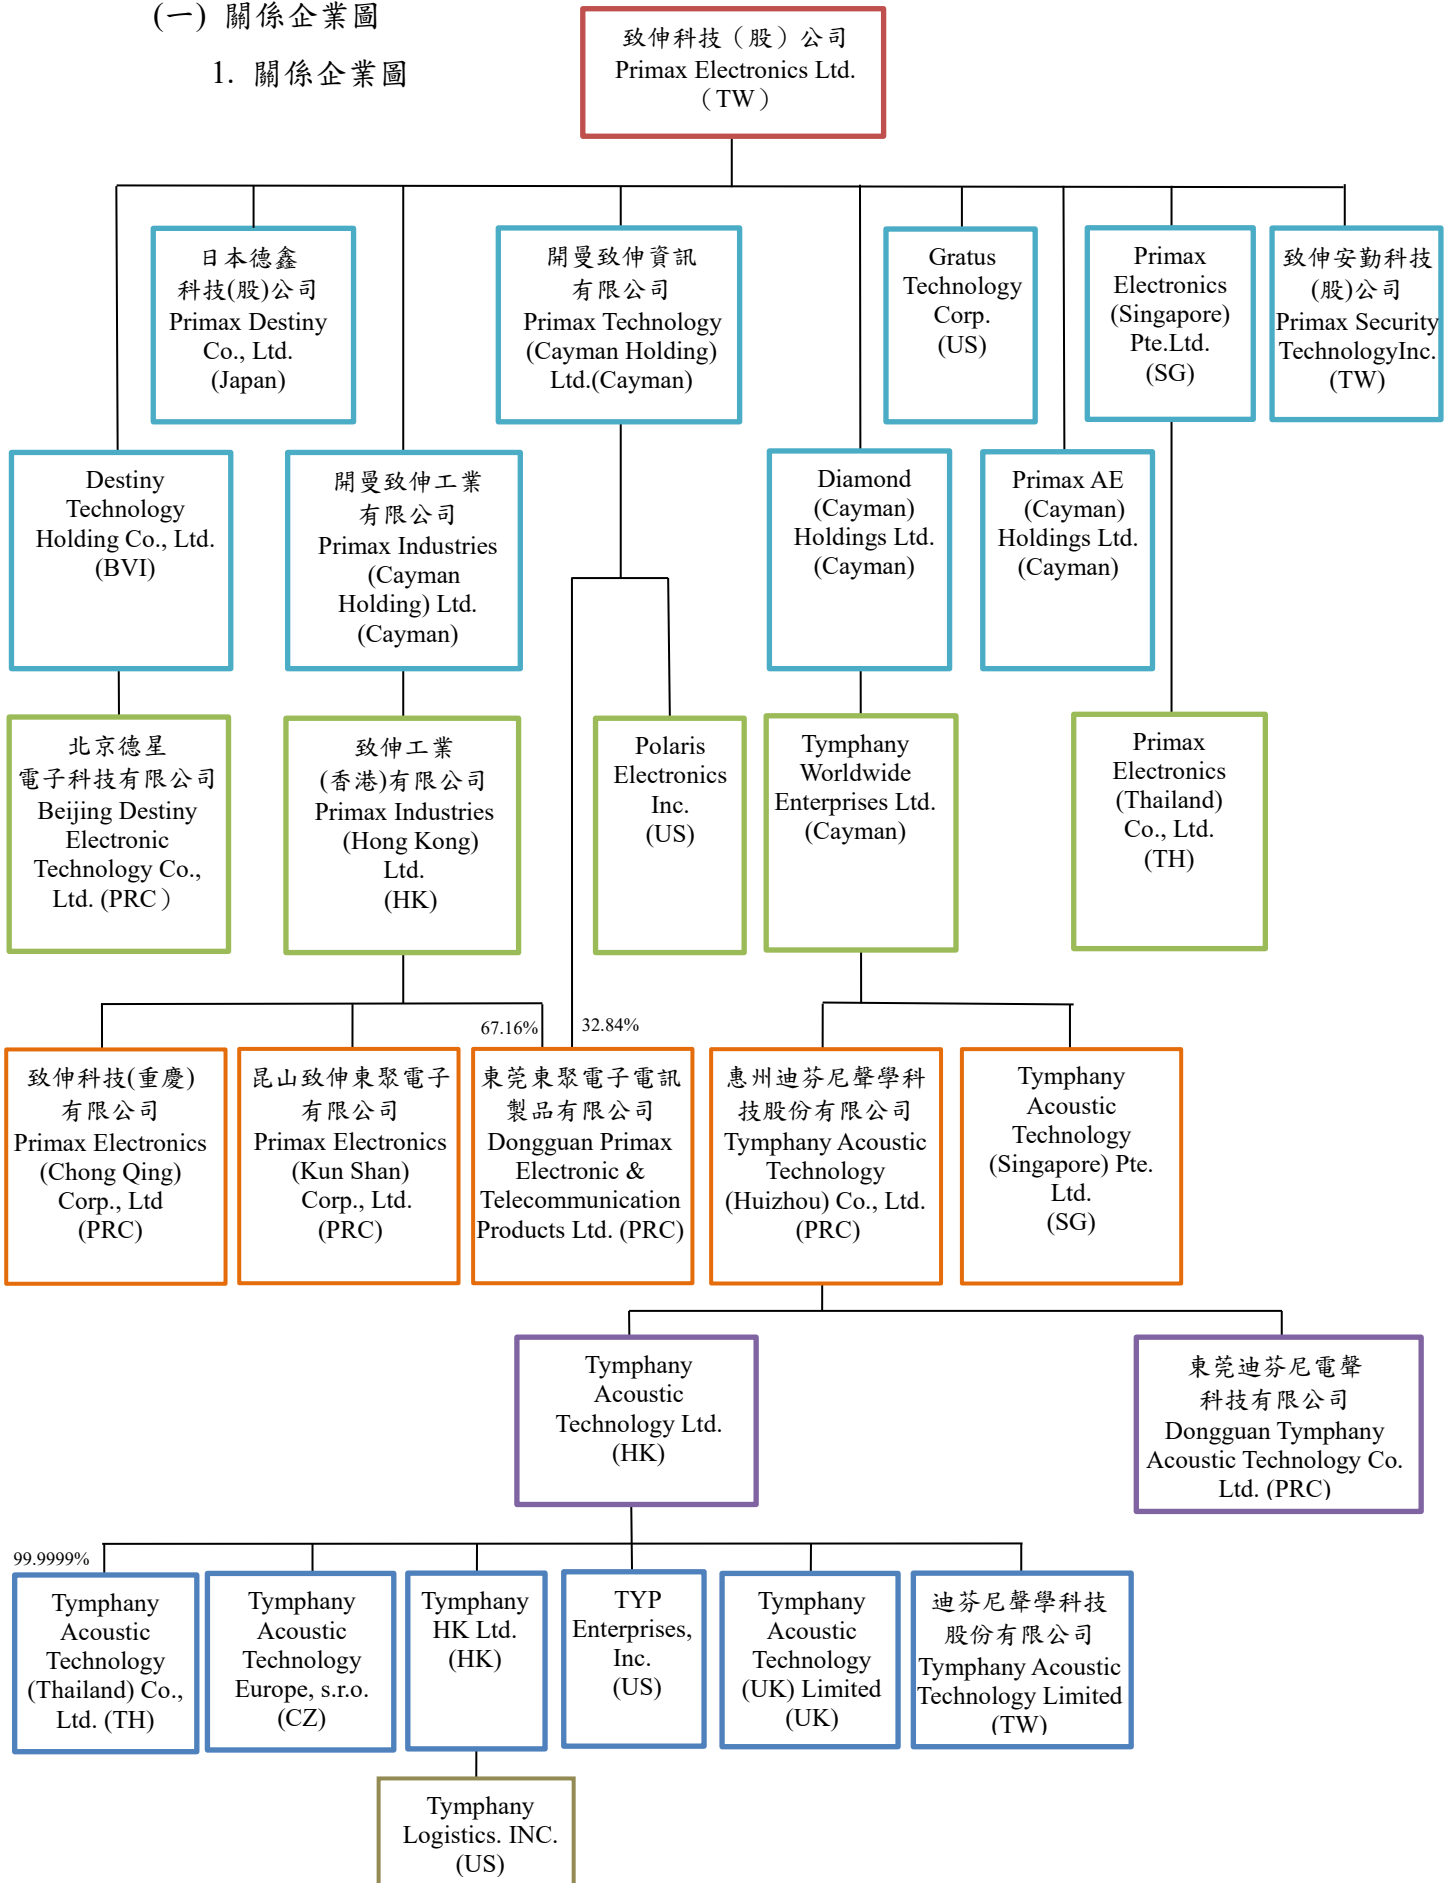 (一) 關係企業圖
1. 關係企業圖
致伸科技（股）公司
Primax Electronics Ltd.
（TW）
日本德鑫
科技(股)公司
Primax Destiny
Co., Ltd.
(Japan)
開曼致伸資訊
有限公司
Primax Technology
(Cayman Holding)
Ltd.(Cayman)
Gratus
Technology
Corp.
(US)
Primax
Electronics
(Singapore)
Pte.Ltd.
(SG)
致伸安勤科技
(股)公司
Primax Security
TechnologyInc.
(TW)
Destiny
Technology
Holding Co., Ltd.
(BVI)
開曼致伸工業
有限公司
Primax Industries
(Cayman
Holding) Ltd.
(Cayman)
Diamond
(Cayman)
Holdings Ltd.
(Cayman)
Primax AE
(Cayman)
Holdings Ltd.
(Cayman)
北京德星
電子科技有限公司
Beijing Destiny
Electronic
Technology Co.,
Ltd. (PRC）
致伸工業
(香港)有限公司
Primax Industries
(Hong Kong)
Ltd.
(HK)
Polaris
Electronics
Inc.
(US)
Tymphany
Worldwide
Enterprises Ltd.
(Cayman)
Primax
Electronics
(Thailand)
Co., Ltd.
(TH)
67.16%
32.84%
致伸科技(重慶)
有限公司
Primax Electronics
(Chong Qing)
Corp., Ltd
(PRC)
昆山致伸東聚電子
有限公司
Primax Electronics
(Kun Shan)
Corp., Ltd.
(PRC)
東莞東聚電子電訊
製品有限公司
Dongguan Primax
Electronic &
Telecommunication
Products Ltd. (PRC)
惠州迪芬尼聲學科
技股份有限公司
Tymphany Acoustic
Technology
(Huizhou) Co., Ltd.
(PRC)
Tymphany
Acoustic
Technology
(Singapore) Pte.
Ltd.
(SG)
Tymphany
Acoustic
Technology Ltd.
(HK)
東莞迪芬尼電聲
科技有限公司
Dongguan Tymphany
Acoustic Technology Co.
Ltd. (PRC)
99.9999%
Tymphany
Acoustic
Technology
(Thailand) Co.,
Ltd. (TH)
Tymphany
Acoustic
Technology
Europe, s.r.o.
(CZ)
Tymphany
HK Ltd.
(HK)
TYP
Enterprises,
Inc.
(US)
Tymphany
Acoustic
Technology
(UK) Limited
(UK)
迪芬尼聲學科技
股份有限公司
Tymphany Acoustic
Technology Limited
(TW)
Tymphany
Logistics. INC.
(US)